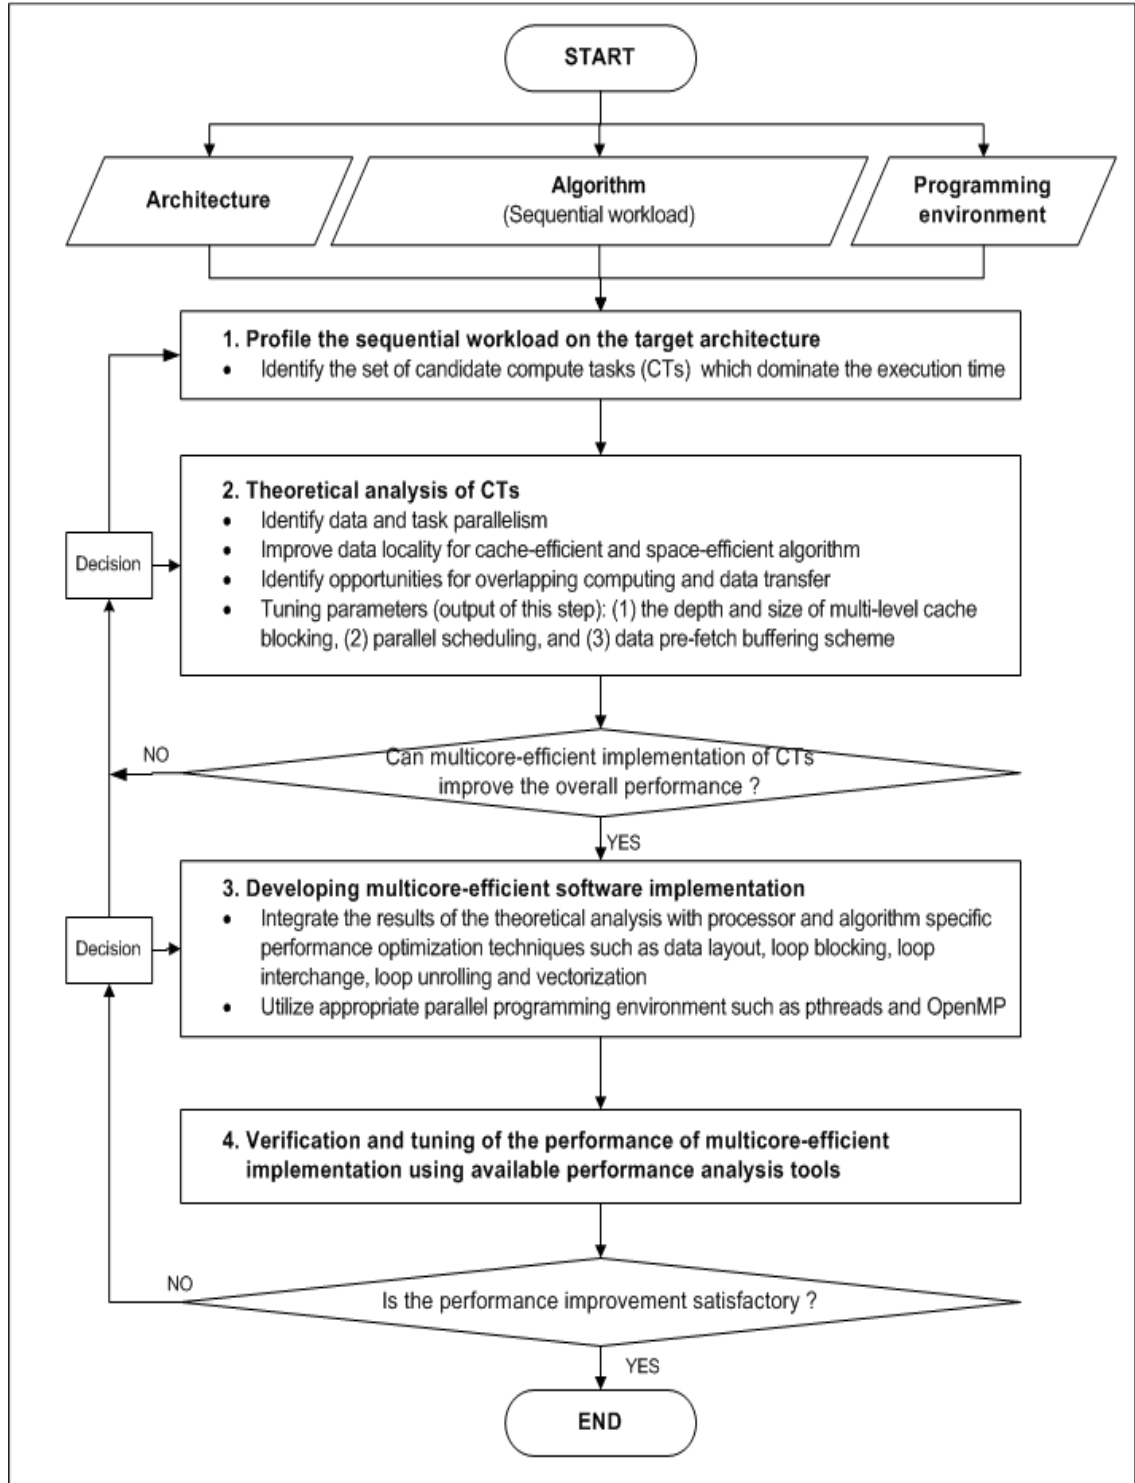 START
Architecture
Algorithm
(Sequential workload)
Programming
environment
1. Profile the sequential workload on the target architecture
• Identify the set of candidate compute tasks (CTs) which dominate the execution time
2. Theoretical analysis of CTs
• Identify data and task parallelism
• Improve data locality for cache-efficient and space-efficient algorithm
• Identify opportunities for overlapping computing and data transfer
• Tuning parameters (output of this step): (1) the depth and size of multi-level cache
blocking, (2) parallel scheduling, and (3) data pre-fetch buffering scheme
Decision
NO
Can multicore-efficient implementation of CTs
improve the overall performance ?
YES
3. Developing multicore-efficient software implementation
• Integrate the results of the theoretical analysis with processor and algorithm specific
performance optimization techniques such as data layout, loop blocking, loop
interchange, loop unrolling and vectorization
• Utilize appropriate parallel programming environment such as pthreads and OpenMP
Decision
4. Verification and tuning of the performance of multicore-efficient
implementation using available performance analysis tools
NO
Is the performance improvement satisfactory ?
YES
END